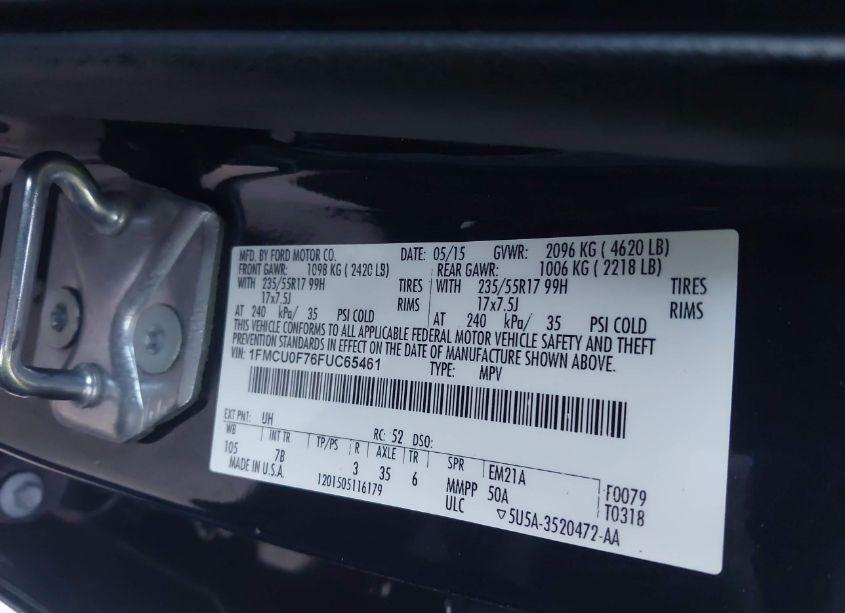 MFD. BY FORD MOTOR CO. DATE: 05/15 GVWR: 2096 KG ( 4620 LB)
FRONT GAWR: 1098 KG ( 2420 LB) REAR GAWR: 1006 KG ( 2218 LB)
WITH 235/55R17 99H TIRES WITH 235/55R17 99H TIRES
17x7.5J RIMS 17x7.5J RIMS
AT 240 kPa/ 35 PSI COLD AT 240 kPa/ 35 PSI COLD
THIS VEHICLE CONFORMS TO ALL APPLICABLE FEDERAL MOTOR VEHICLE SAFETY AND THEFT
PREVENTION STANDARDS IN EFFECT ON THE DATE OF MANUFACTURE SHOWN ABOVE.
VIN: 1FMCU0F76FUC65461 TYPE: MPV
EXT PNT: UH RC: 52 DSO:
WB INT TR TP/PS R AXLE TR SPR EM21A F0079
105 7B 3 35 6 MMPP 50A T0318
MADE IN U.S.A. 1201505116179 ULC ▽5U5A-3520472-AA